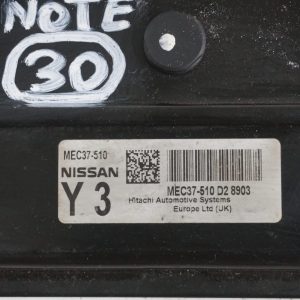 NOTE
30
MEC37-510
NISSAN
Y 3
MEC37-510 D2 8903
Hitachi Automotive Systems
Europe Ltd (UK)